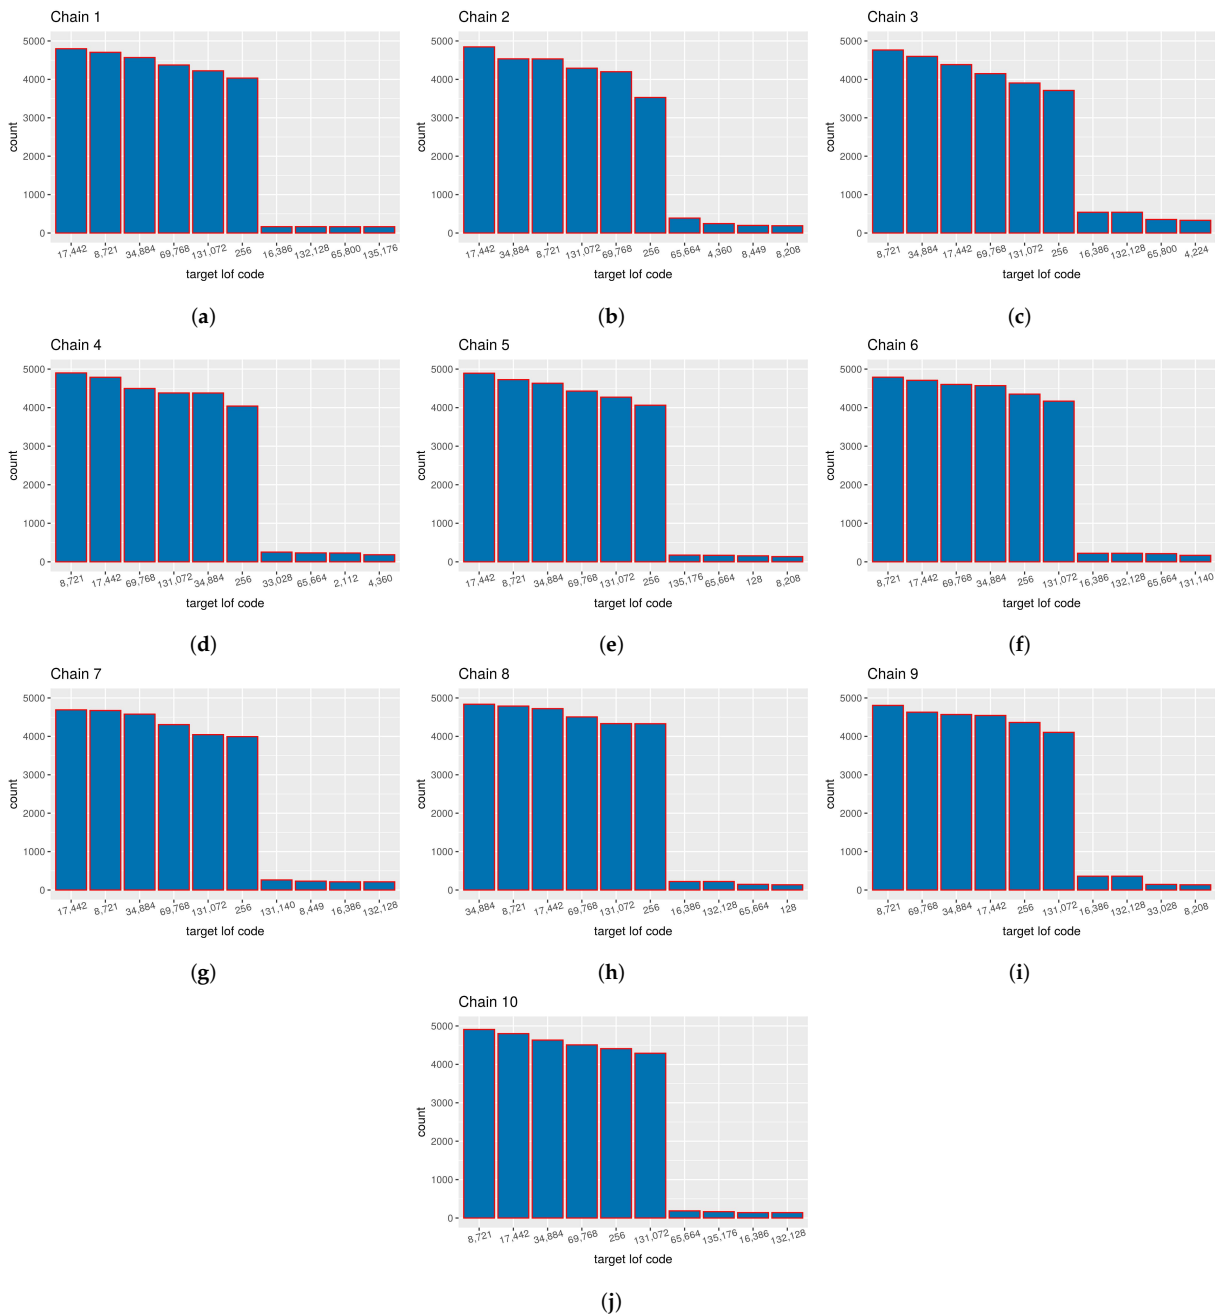 Chain 1
5000
4000
3000
2000
1000
0
count
17,442 8,721 34,884 69,768 131,072 256 16,386 132,128 65,800 135,176
target lof code
(a)
Chain 2
5000
4000
3000
2000
1000
0
count
17,442 34,884 8,721 131,072 69,768 256 65,664 4,360 8,449 8,208
target lof code
(b)
Chain 3
5000
4000
3000
2000
1000
0
count
8,721 34,884 17,442 69,768 131,072 256 16,386 132,128 65,800 4,224
target lof code
(c)
Chain 4
5000
4000
3000
2000
1000
0
count
8,721 17,442 69,768 131,072 34,884 256 33,028 65,664 2,112 4,360
target lof code
(d)
Chain 5
5000
4000
3000
2000
1000
0
count
17,442 8,721 34,884 69,768 131,072 256 135,176 65,664 128 8,208
target lof code
(e)
Chain 6
5000
4000
3000
2000
1000
0
count
8,721 17,442 69,768 34,884 256 131,072 16,386 132,128 65,664 131,140
target lof code
(f)
Chain 7
5000
4000
3000
2000
1000
0
count
17,442 8,721 34,884 69,768 131,072 256 131,140 8,449 16,386 132,128
target lof code
(g)
Chain 8
5000
4000
3000
2000
1000
0
count
34,884 8,721 17,442 69,768 131,072 256 16,386 132,128 65,664 128
target lof code
(h)
Chain 9
5000
4000
3000
2000
1000
0
count
8,721 69,768 34,884 17,442 256 131,072 16,386 132,128 33,028 8,208
target lof code
(i)
Chain 10
5000
4000
3000
2000
1000
0
count
8,721 17,442 34,884 69,768 256 131,072 65,664 135,176 16,386 132,128
target lof code
(j)